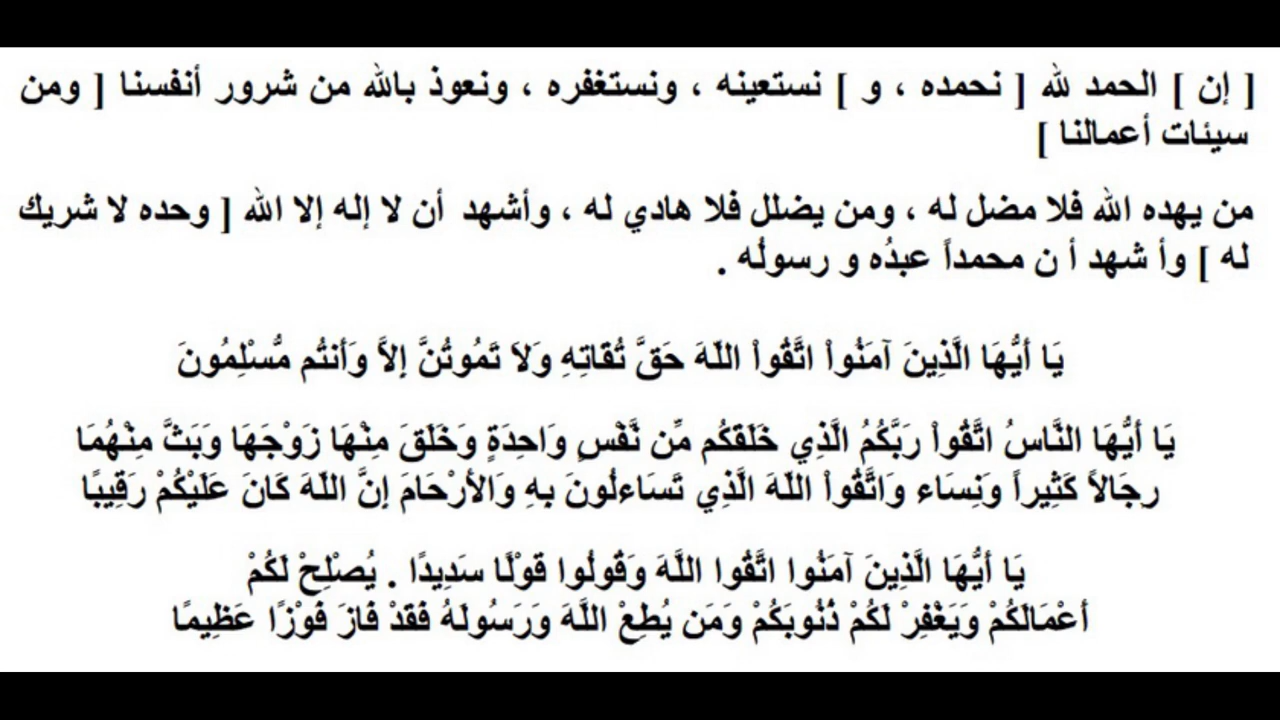 [ إن ] الحمد لله [ نحمده ، و ] نستعينه ، ونستغفره ، ونعوذ بالله من شرور أنفسنا [ ومن
سيئات أعمالنا ]
من يهده الله فلا مضل له ، ومن يضلل فلا هادي له ، وأشهد أن لا إله إلا الله [ وحده لا شريك
له ] وأ شهد أ ن محمداً عبدُه و رسولُه .
يَا أَيُّهَا الَّذِينَ آمَنُواْ اتَّقُواْ اللّهَ حَقَّ تُقَاتِهِ وَلاَ تَمُوتُنَّ إِلاَّ وَأَنتُم مُّسْلِمُونَ
يَا أَيُّهَا النَّاسُ اتَّقُواْ رَبَّكُمُ الَّذِي خَلَقَكُم مِّن نَّفْسٍ وَاحِدَةٍ وَخَلَقَ مِنْهَا زَوْجَهَا وَبَثَّ مِنْهُمَا
رِجَالاً كَثِيراً وَنِسَاء وَاتَّقُواْ اللّهَ الَّذِي تَسَاءلُونَ بِهِ وَالأَرْحَامَ إِنَّ اللّهَ كَانَ عَلَيْكُمْ رَقِيبًا
يَا أَيُّهَا الَّذِينَ آمَنُوا اتَّقُوا اللَّهَ وَقُولُوا قَوْلًا سَدِيدًا . يُصْلِحْ لَكُمْ
أَعْمَالَكُمْ وَيَغْفِرْ لَكُمْ ذُنُوبَكُمْ وَمَن يُطِعْ اللَّهَ وَرَسُولَهُ فَقَدْ فَازَ فَوْزًا عَظِيمًا